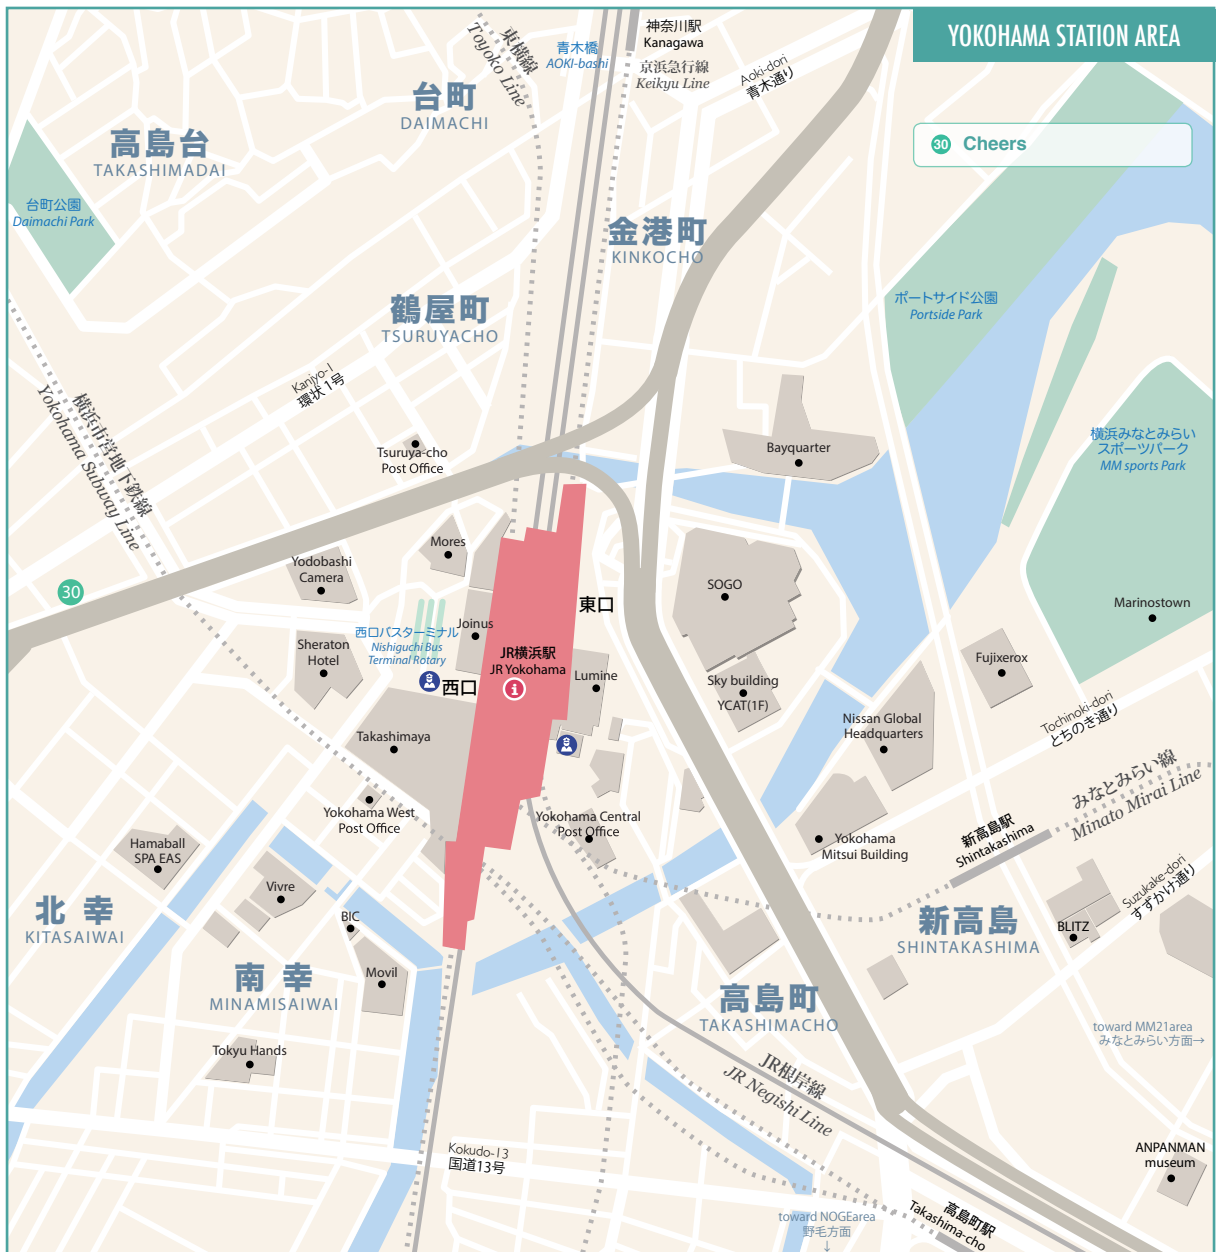 YOKOHAMA STATION AREA
30 Cheers
神奈川駅
Kanagawa
京浜急行線
Keikyu Line
Aoki-dori
青木通り
青木橋
AOKI-bashi
東横線
Toyoko Line
台町
DAIMACHI
高島台
TAKASHIMADAI
台町公園
Daimachi Park
金港町
KINKOCHO
鶴屋町
TSURUYACHO
ポートサイド公園
Portside Park
Kanjyo-1
環状1号
横浜市営地下鉄線
Yokohama Subway Line
Tsuruya-cho
Post Office
Bayquarter
横浜みなとみらい
スポーツパーク
MM sports Park
Mores
Yodobashi
Camera
30
SOGO
東口
Marinostown
西口バスターミナル
Nishiguchi Bus
Terminal Rotary
Joinus
JR横浜駅
JR Yokohama
Sheraton
Hotel
西口
Lumine
Sky building
YCAT(1F)
Fujixerox
Nissan Global
Headquarters
Tochinoki-dori
とちのき通り
Takashimaya
みなとみらい線
Minato Mirai Line
Yokohama West
Post Office
Yokohama Central
Post Office
Yokohama
Mitsui Building
新高島駅
Shintakashima
Hamaball
SPA EAS
Vivre
BIC
Suzukake-dori
すずかけ通り
北 幸
KITASAIWAI
新高島
SHINTAKASHIMA
BLITZ
南 幸
MINAMISAIWAI
Movil
高島町
TAKASHIMACHO
toward MM21area
みなとみらい方面→
Tokyu Hands
JR根岸線
JR Negishi Line
Kokudo-13
国道13号
ANPANMAN
museum
toward NOGEarea
野毛方面
↓
高島町駅
Takashima-cho